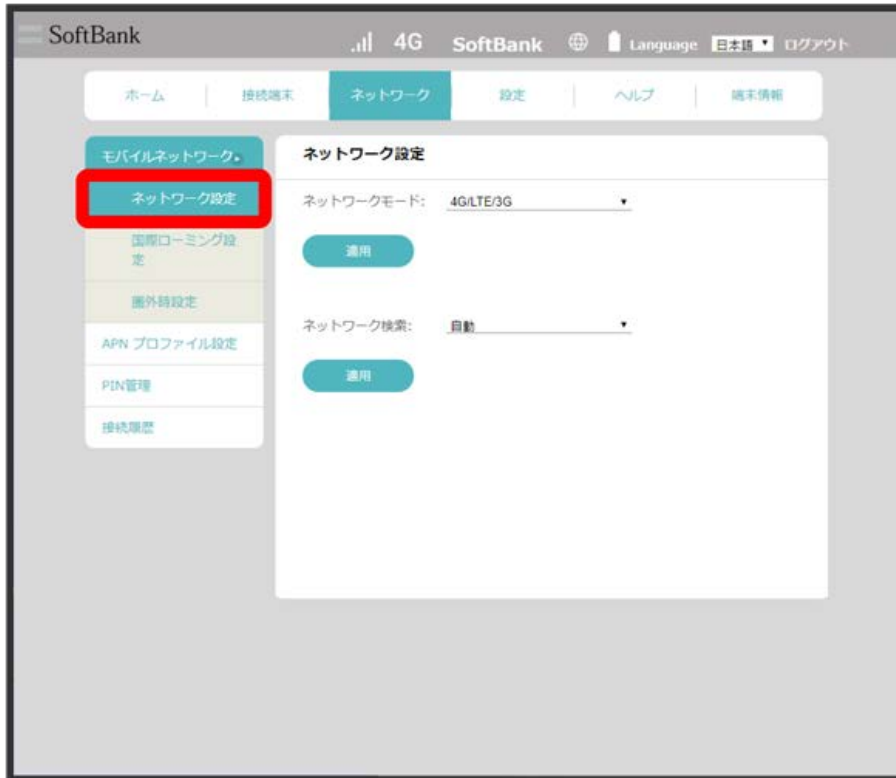 SoftBank
4G SoftBank Language 日本語 ログアウト
ホーム 接続端末 ネットワーク 設定 ヘルプ 端末情報
モバイルネットワーク
ネットワーク設定
国際ローミング設
定
圏外時設定
APN プロファイル設定
PIN管理
接続履歴
ネットワーク設定
ネットワークモード: 4G/LTE/3G
適用
ネットワーク検索: 自動
適用